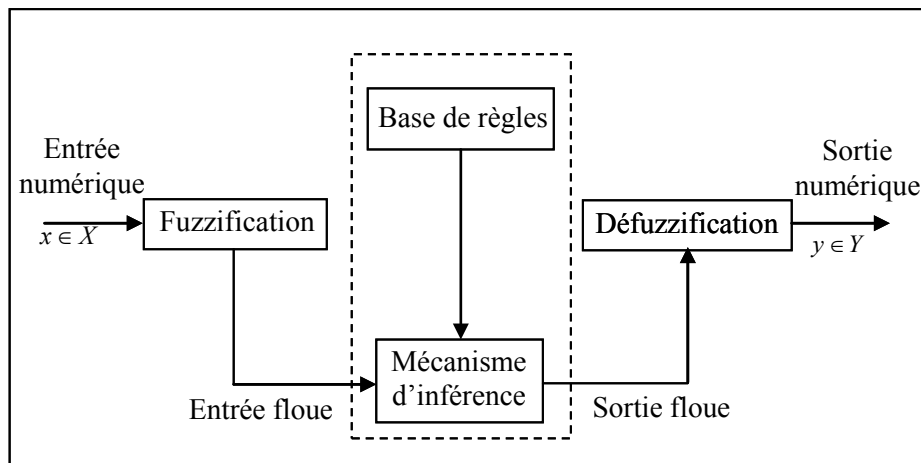 Base de règles
Entrée
numérique
x ∈ X
Fuzzification
Sortie
numérique
Défuzzification
y ∈ Y
Mécanisme
d'inférence
Entrée floue
Sortie floue